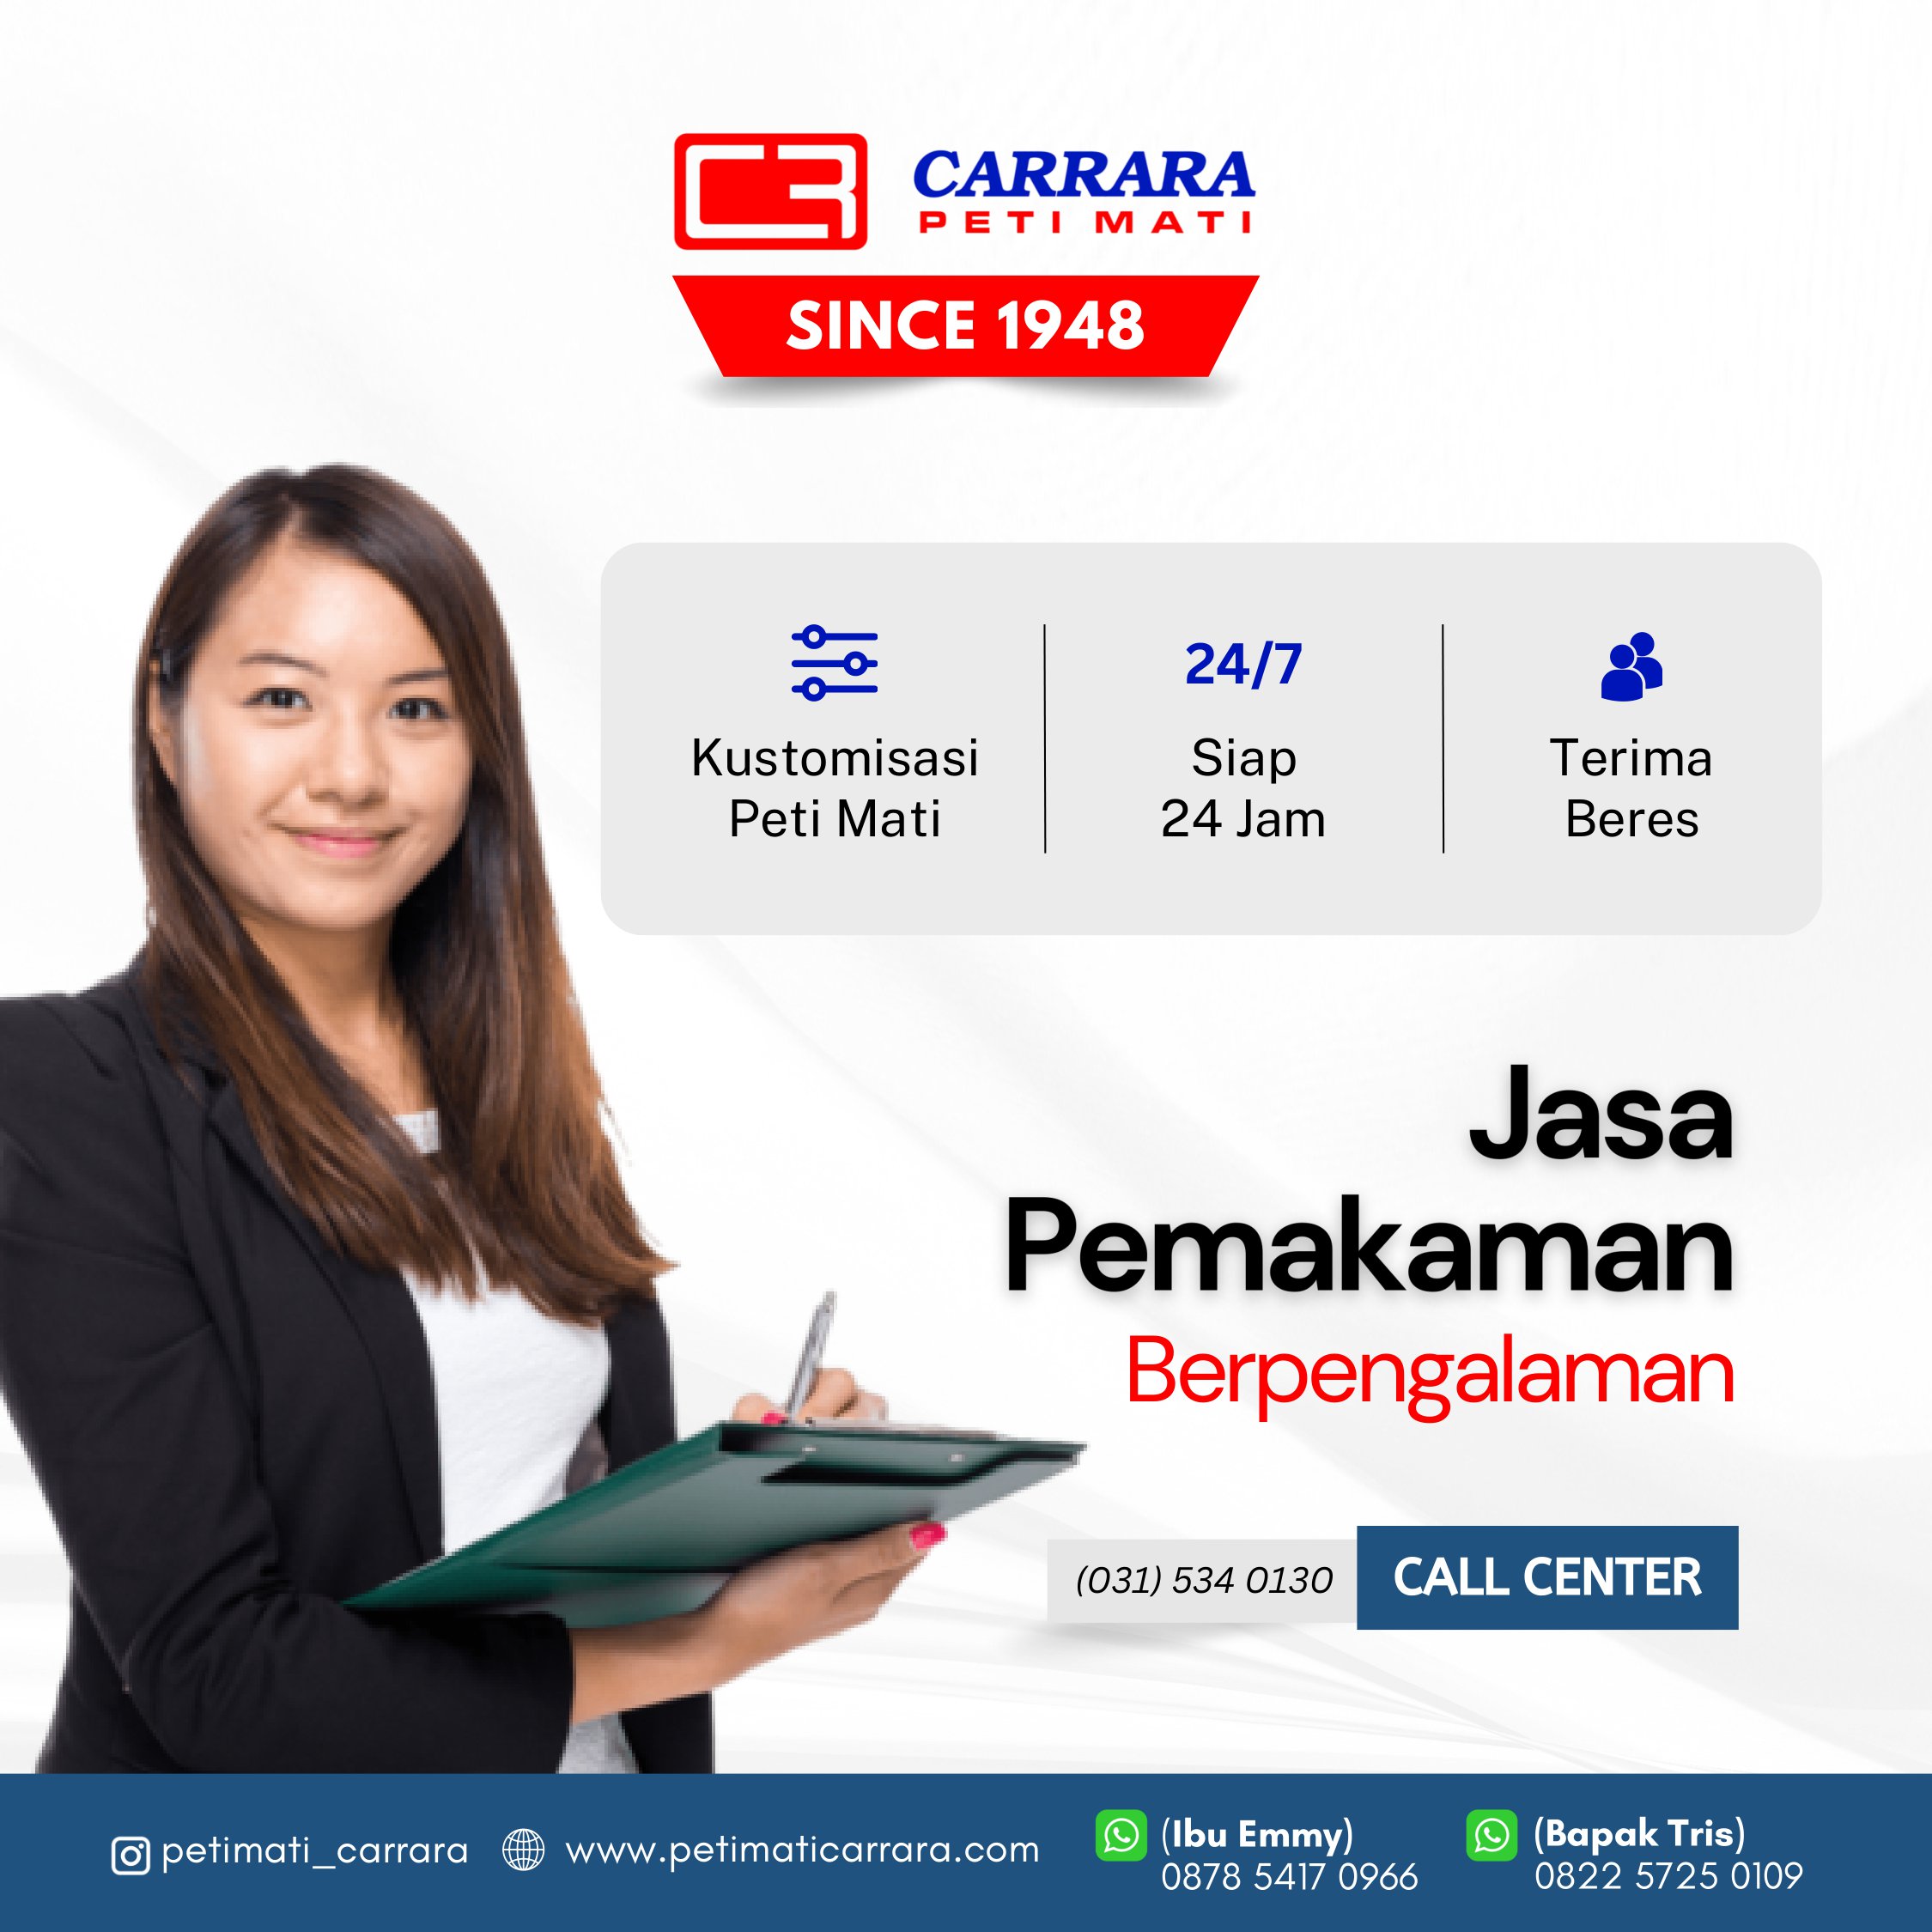 CARRARA
PETI MATI
SINCE 1948
Kustomisasi
Peti Mati
24/7
Siap
24 Jam
Terima
Beres
Jasa
Pemakaman
Berpengalaman
(031) 534 0130
CALL CENTER
petimati_carrara
www.petimaticarrara.com
(Ibu Emmy)
0878 5417 0966
(Bapak Tris)
0822 5725 0109